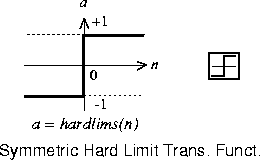 a
+1
n
0
-1
a = hardlims(n)
Symmetric Hard Limit Trans. Funct.